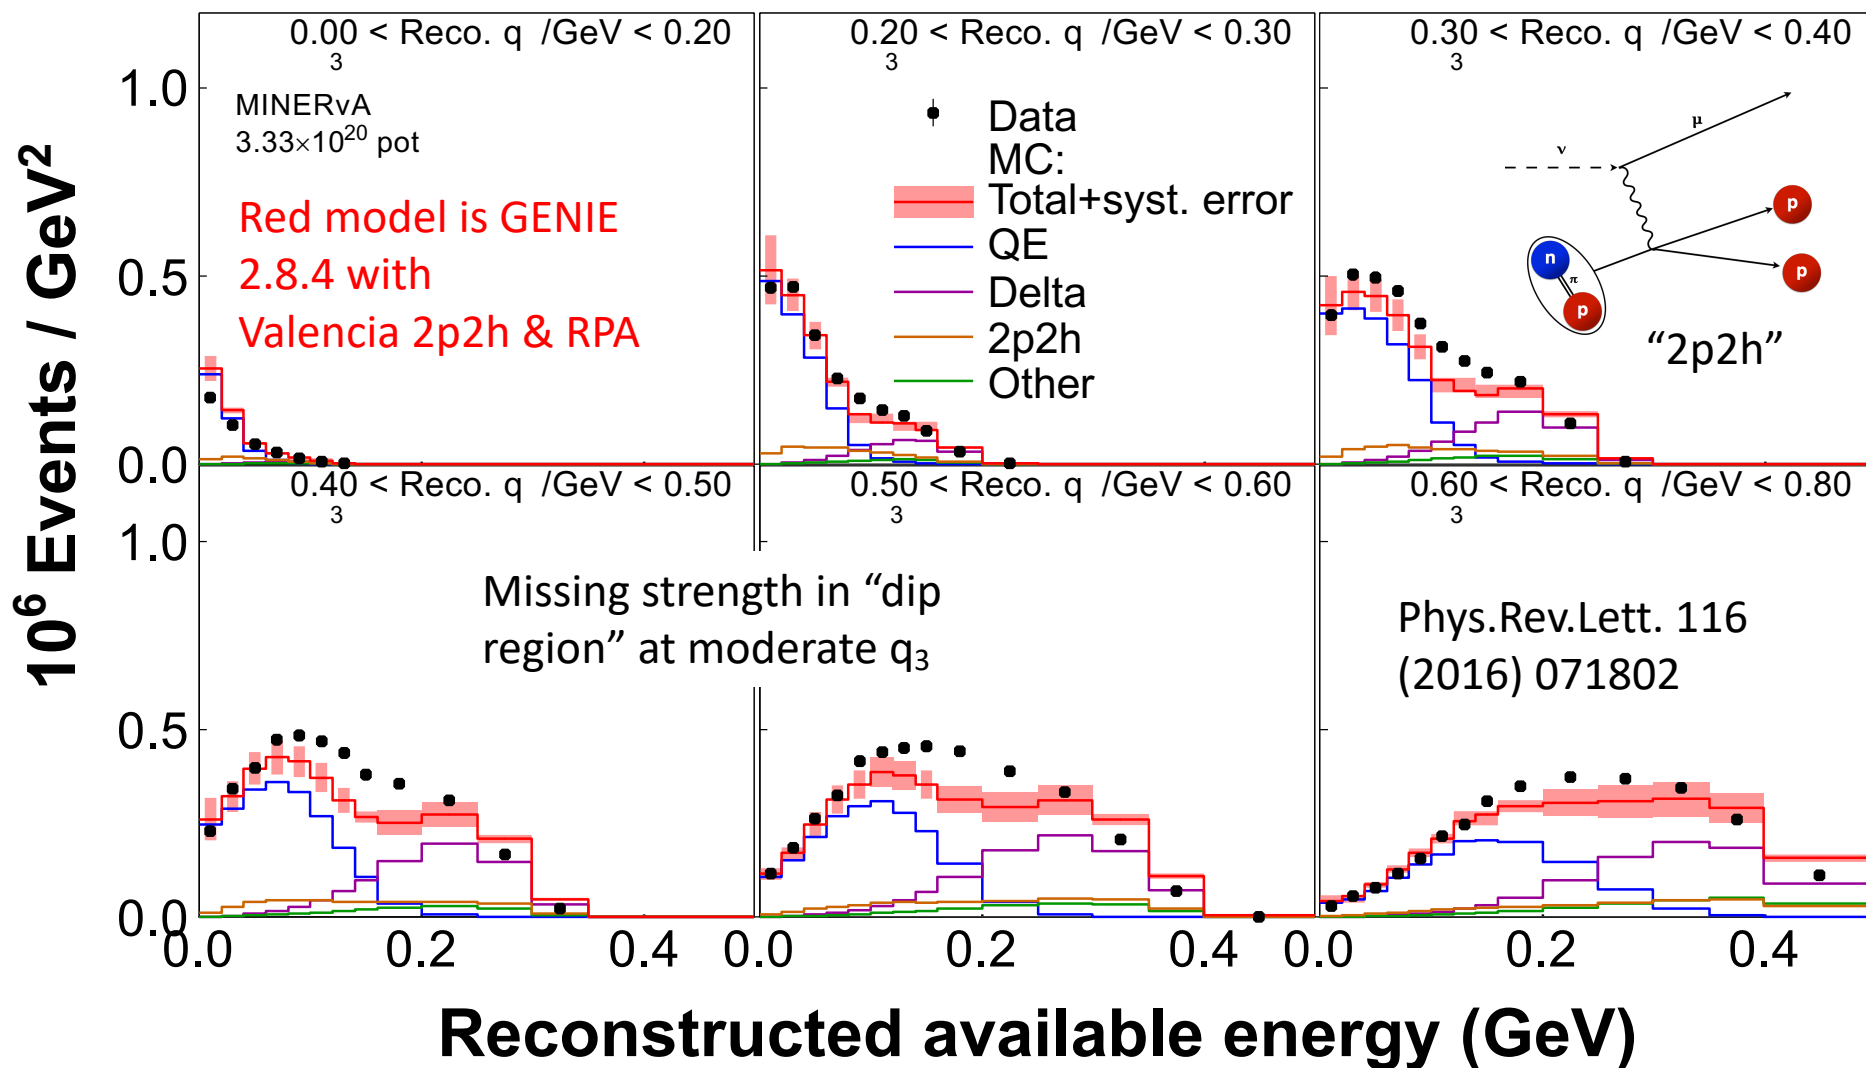 0.00 < Reco. q3 /GeV < 0.20
0.20 < Reco. q3 /GeV < 0.30
0.30 < Reco. q3 /GeV < 0.40
10⁶ Events / GeV²
1.0
0.5
0.0
MINERvA
3.33×10²⁰ pot
Red model is GENIE
2.8.4 with
Valencia 2p2h & RPA
Data
MC:
Total+syst. error
QE
Delta
2p2h
Other
ν
μ
n
π
p
p
p
“2p2h”
0.40 < Reco. q3 /GeV < 0.50
0.50 < Reco. q3 /GeV < 0.60
0.60 < Reco. q3 /GeV < 0.80
1.0
0.5
0.0
Missing strength in “dip
region” at moderate q₃
Phys.Rev.Lett. 116
(2016) 071802
0.0 0.2 0.4
0.0 0.2 0.4
0.0 0.2 0.4
Reconstructed available energy (GeV)